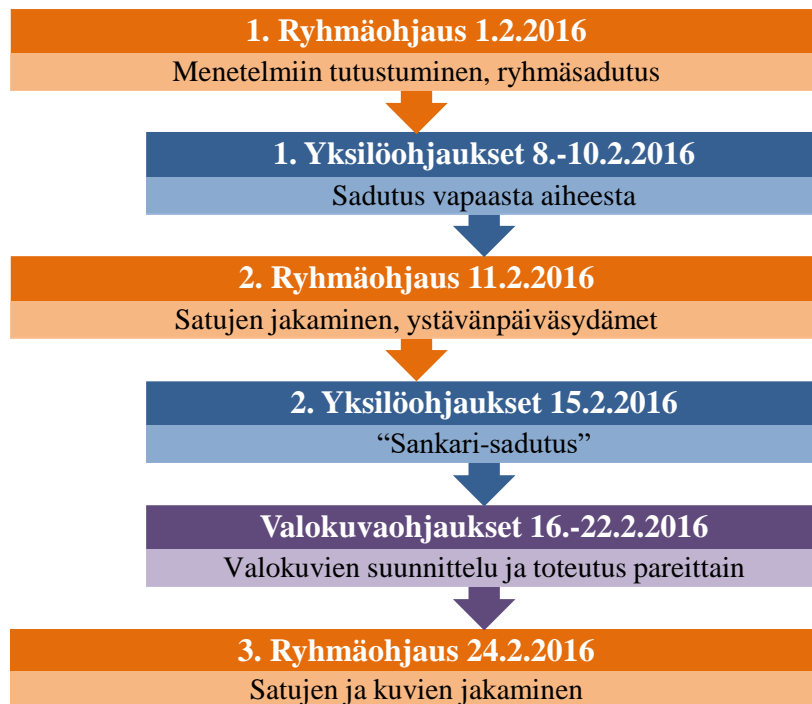 1. Ryhmäohjaus 1.2.2016
Menetelmiin tutustuminen, ryhmäsadutus
1. Yksilöohjaukset 8.-10.2.2016
Sadutus vapaasta aiheesta
2. Ryhmäohjaus 11.2.2016
Satujen jakaminen, ystävänpäiväsydämet
2. Yksilöohjaukset 15.2.2016
“Sankari-sadutus”
Valokuvaohjaukset 16.-22.2.2016
Valokuvien suunnittelu ja toteutus pareittain
3. Ryhmäohjaus 24.2.2016
Satujen ja kuvien jakaminen